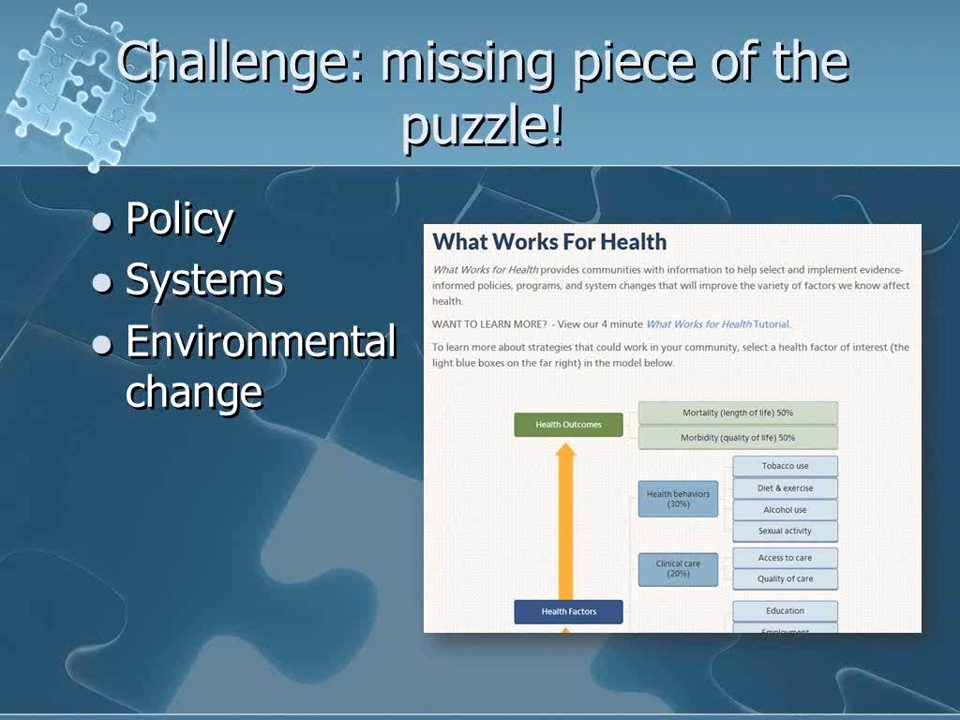 Challenge: missing piece of the
puzzle!
Policy
Systems
Environmental
change
What Works For Health
What Works for Health provides communities with information to help select and implement evidence-
informed policies, programs, and system changes that will improve the variety of factors we know affect
health.
WANT TO LEARN MORE? - View our 4 minute What Works for Health Tutorial.
To learn more about strategies that could work in your community, select a health factor of interest (the
light blue boxes on the far right) in the model below.
Health Outcomes
Mortality (length of life) 50%
Morbidity (quality of life) 50%
Health behaviors
(30%)
Tobacco use
Diet & exercise
Alcohol use
Sexual activity
Clinical care
(20%)
Access to care
Quality of care
Health Factors
Education
Employment